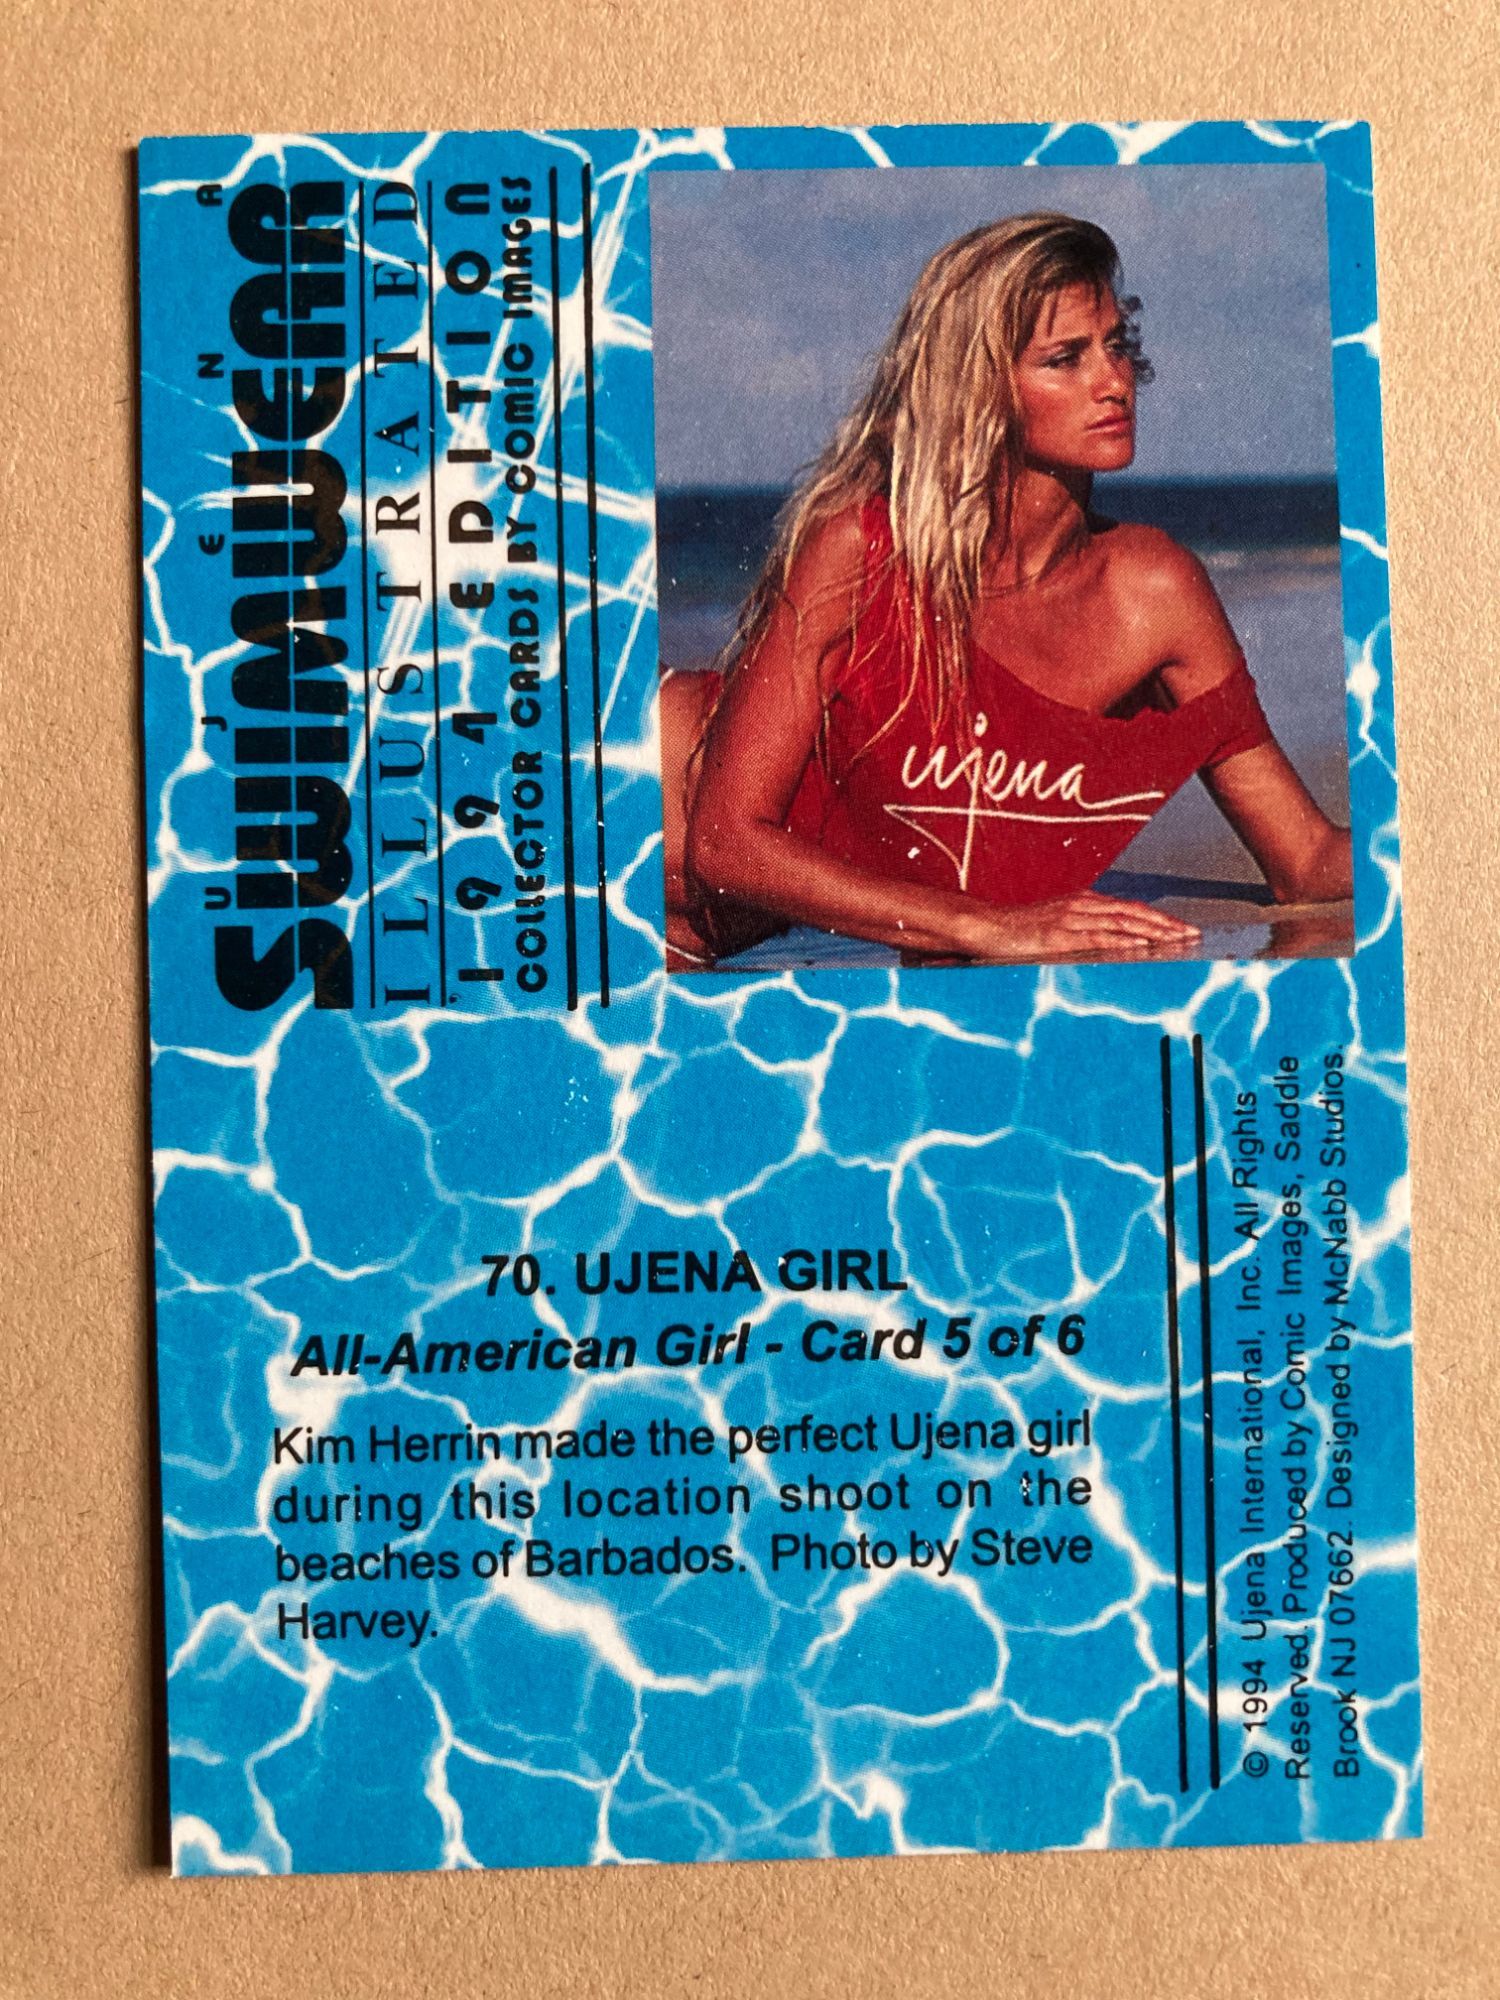 UJENA
SWIMWEAR
ILLUSTRATED
1994 EDITION
COLLECTOR CARDS BY COMIC IMAGES
ujena
70. UJENA GIRL
All-American Girl - Card 5 of 6
Kim Herrin made the perfect Ujena girl
during this location shoot on the
beaches of Barbados. Photo by Steve
Harvey.
© 1994 Ujena International, Inc. All Rights
Reserved. Produced by Comic Images, Saddle
Brook NJ 07662. Designed by McNabb Studios.